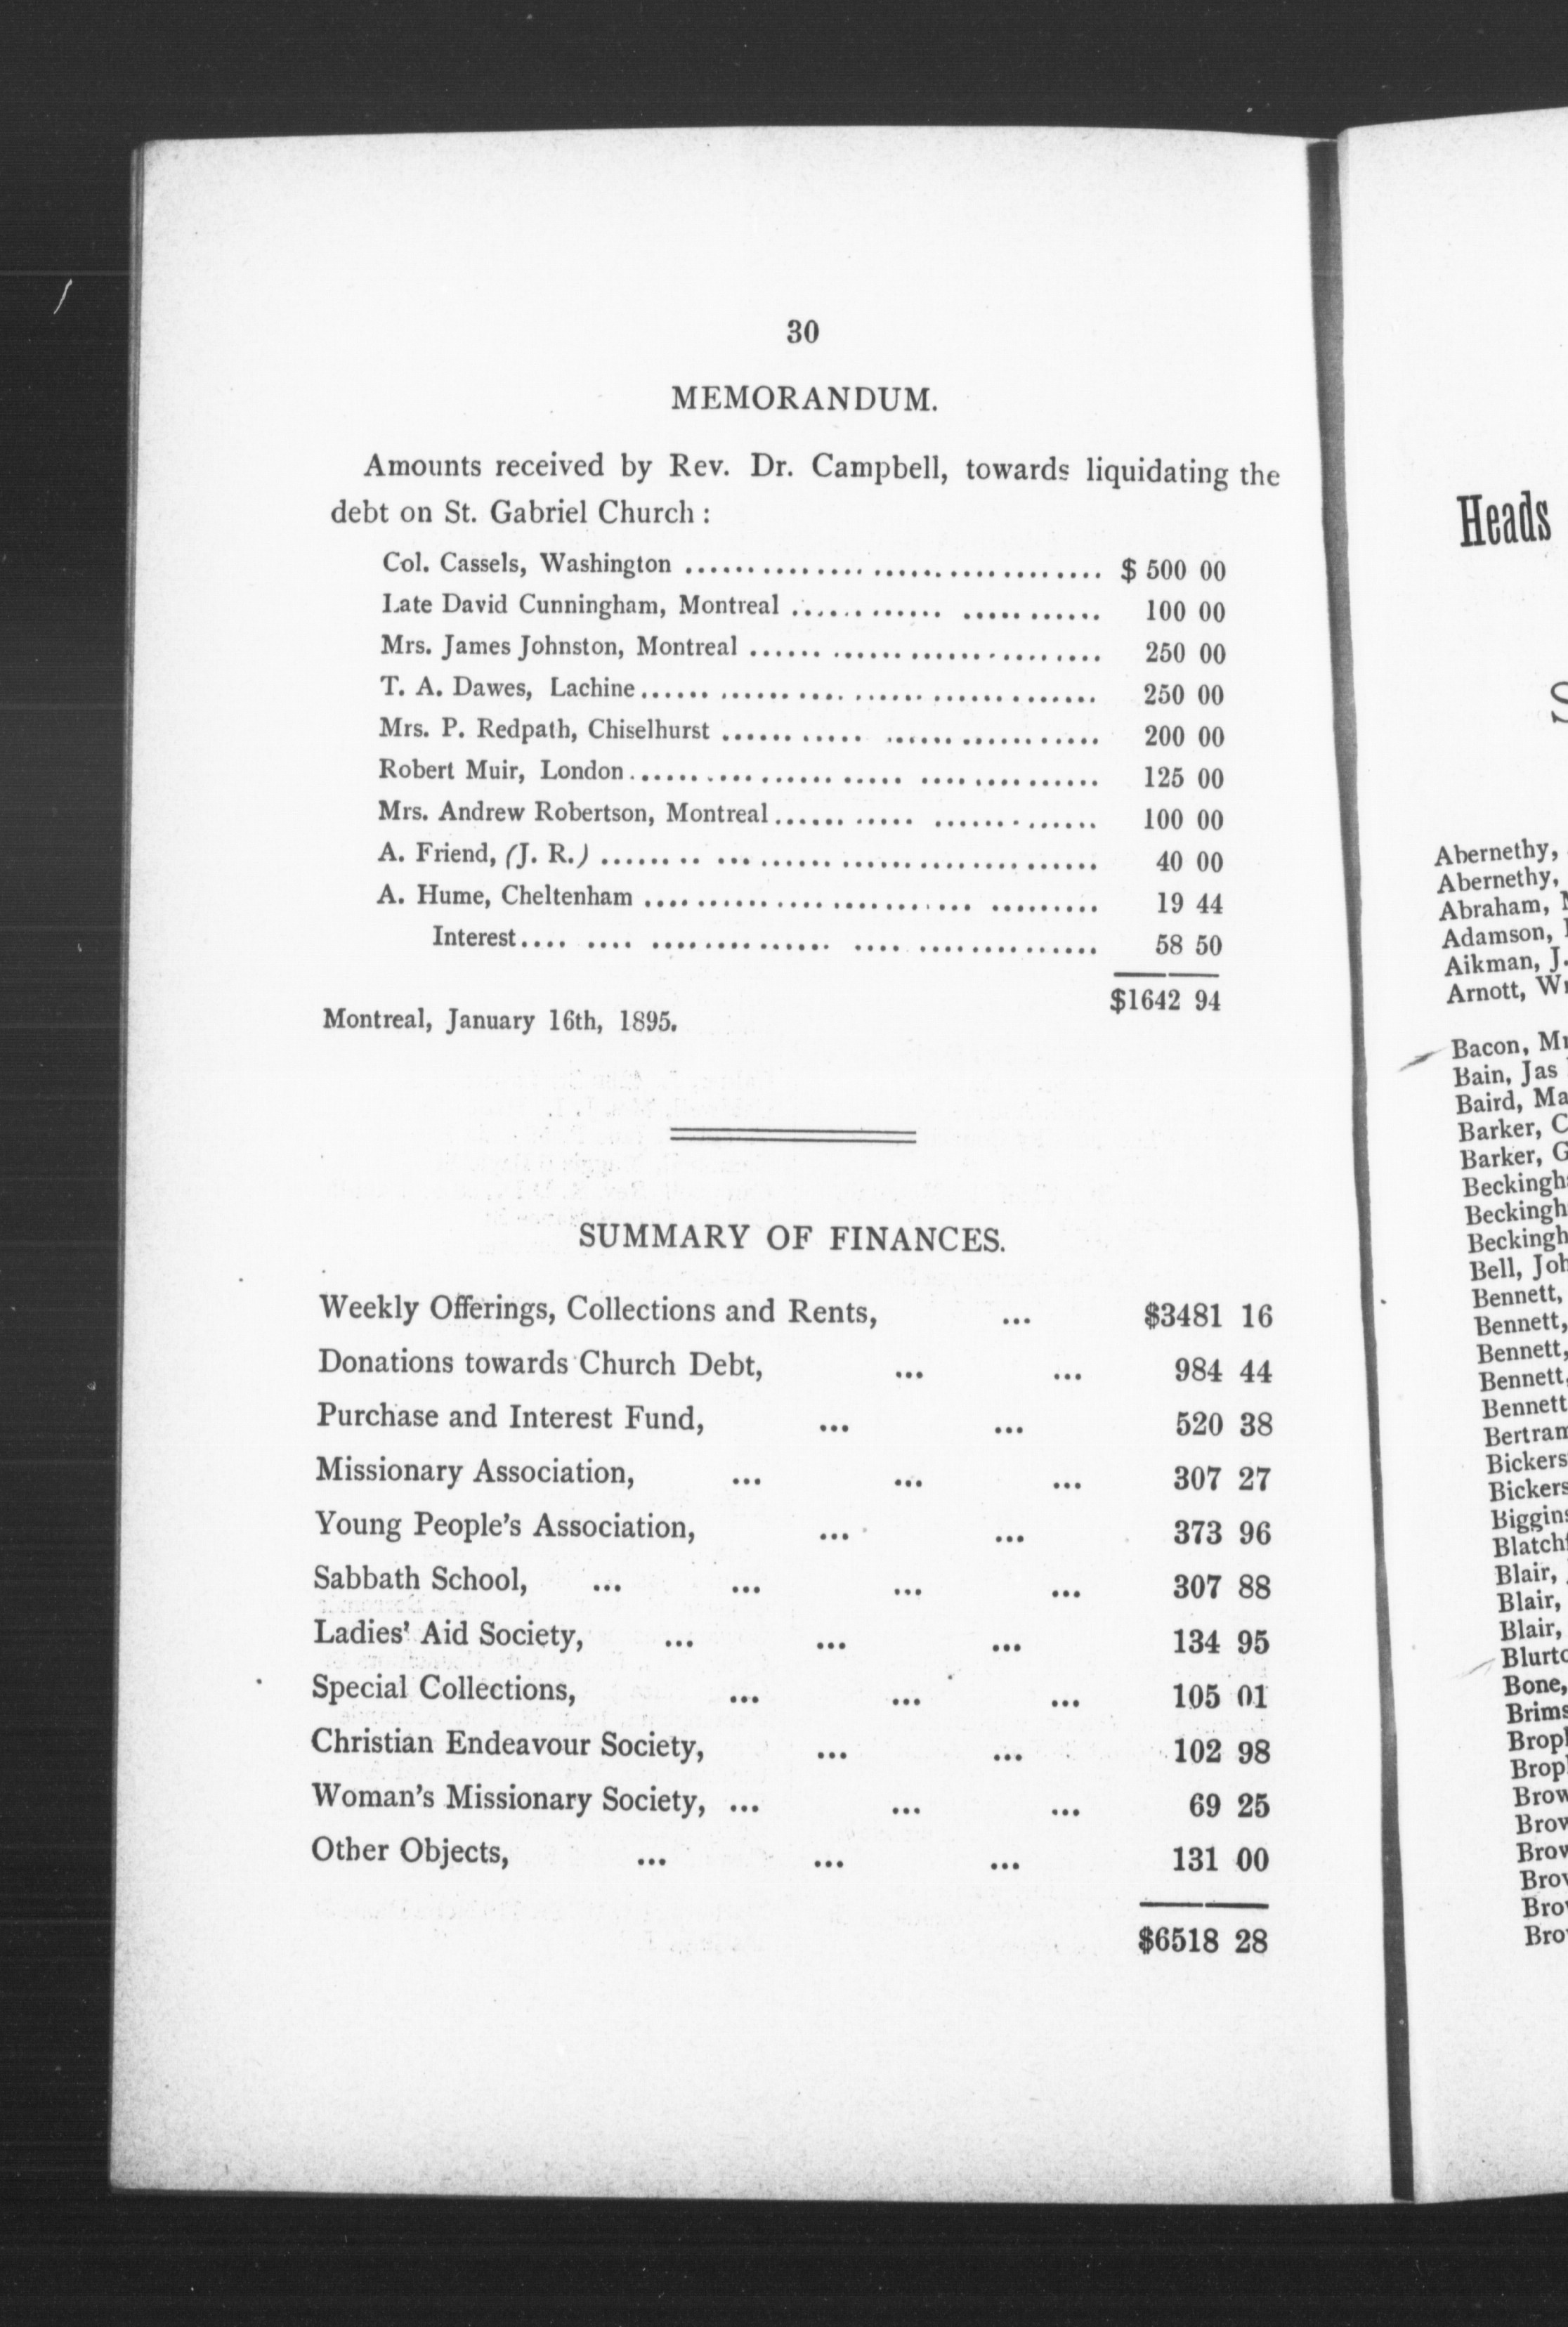 30
MEMORANDUM.
Amounts received by Rev. Dr. Campbell, towards liquidating the
debt on St. Gabriel Church :
Col. Cassels, Washington ........ $ 500 00
Late David Cunningham, Montreal ........ 100 00
Mrs. James Johnston, Montreal ........ 250 00
T. A. Dawes, Lachine ........ 250 00
Mrs. P. Redpath, Chiselhurst ........ 200 00
Robert Muir, London ........ 125 00
Mrs. Andrew Robertson, Montreal ........ 100 00
A. Friend, (J. R.) ........ 40 00
A. Hume, Cheltenham ........ 19 44
Interest ........ 58 50
$1642 94
Montreal, January 16th, 1895.
SUMMARY OF FINANCES.
Weekly Offerings, Collections and Rents, ... $3481 16
Donations towards Church Debt, ... ... 984 44
Purchase and Interest Fund, ... ... 520 38
Missionary Association, ... ... ... 307 27
Young People's Association, ... ... 373 96
Sabbath School, ... ... ... ... 307 88
Ladies' Aid Society, ... ... ... 134 95
Special Collections, ... ... ... 105 01
Christian Endeavour Society, ... ... 102 98
Woman's Missionary Society, ... ... ... 69 25
Other Objects, ... ... ... 131 00
$6518 28
Heads
Abernethy,
Abernethy,
Abraham,
Adamson,
Aikman, J.
Arnott,
Bacon,
Bain, Jas
Baird,
Barker,
Barker,
Bell,
Bennett,
Bennett,
Bennett,
Bennett,
Bennett
Blair,
Blair,
Blair,
Bone,